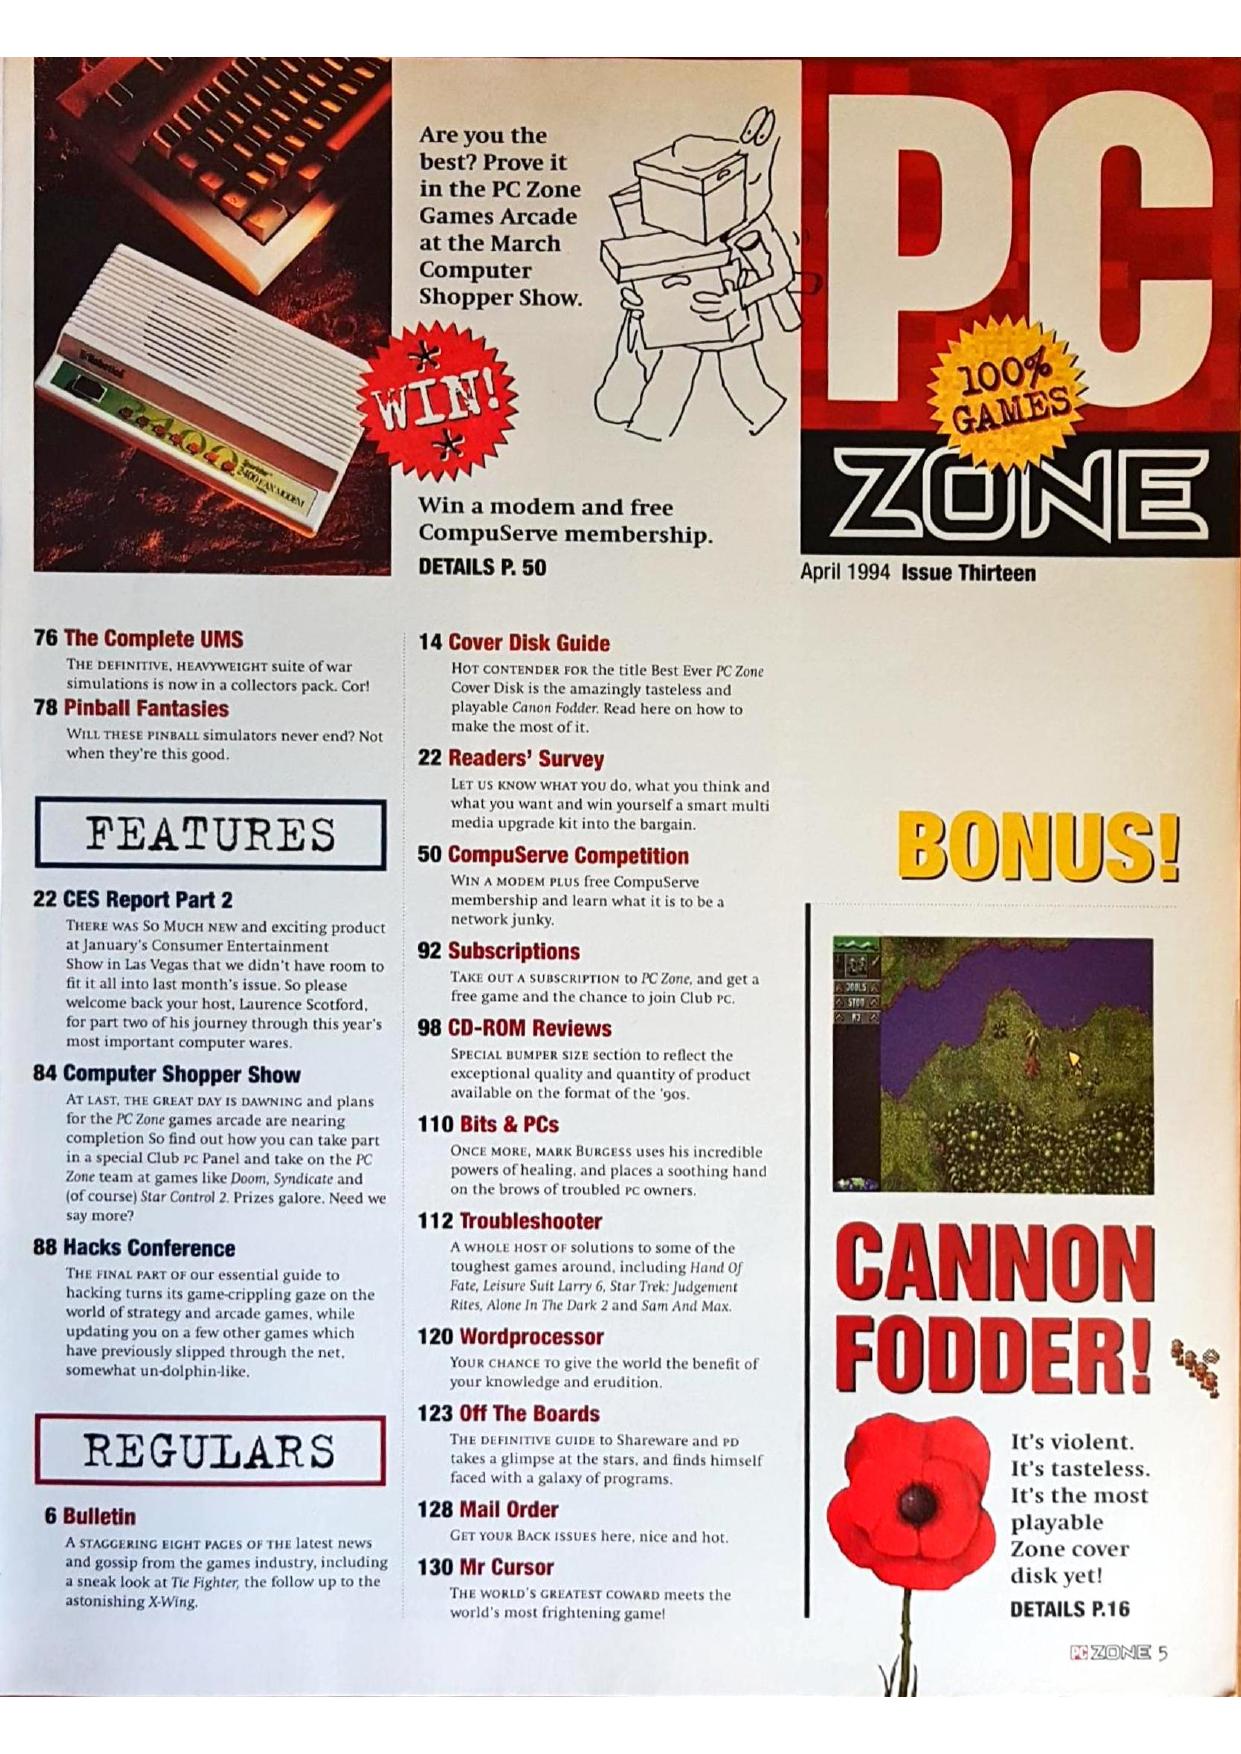 Are you the
best? Prove it
in the PC Zone
Games Arcade
at the March
Computer
Shopper Show.
WIN!
2400
2400 FAX MODEM
Win a modem and free
CompuServe membership.
DETAILS P. 50
PC
100%
GAMES
ZONE
April 1994 Issue Thirteen
76 The Complete UMS
THE DEFINITIVE, HEAVYWEIGHT suite of war
simulations is now in a collectors pack. Cor!
78 Pinball Fantasies
WILL THESE PINBALL simulators never end? Not
when they're this good.
FEATURES
22 CES Report Part 2
THERE WAS SO MUCH NEW and exciting product
at January's Consumer Entertainment
Show in Las Vegas that we didn't have room to
fit it all into last month's issue. So please
welcome back your host, Laurence Scotford,
for part two of his journey through this year's
most important computer wares.
84 Computer Shopper Show
AT LAST, THE GREAT DAY IS DAWNING and plans
for the PC Zone games arcade are nearing
completion So find out how you can take part
in a special Club PC Panel and take on the PC
Zone team at games like Doom, Syndicate and
(of course) Star Control 2. Prizes galore. Need we
say more?
88 Hacks Conference
THE FINAL PART OF our essential guide to
hacking turns its game-crippling gaze on the
world of strategy and arcade games, while
updating you on a few other games which
have previously slipped through the net,
somewhat un-dolphin-like.
REGULARS
6 Bulletin
A STAGGERING EIGHT PAGES OF THE latest news
and gossip from the games industry, including
a sneak look at Tie Fighter, the follow up to the
astonishing X-Wing.
14 Cover Disk Guide
HOT CONTENDER FOR the title Best Ever PC Zone
Cover Disk is the amazingly tasteless and
playable Canon Fodder. Read here on how to
make the most of it.
22 Readers' Survey
LET US KNOW WHAT YOU do, what you think and
what you want and win yourself a smart multi
media upgrade kit into the bargain.
50 CompuServe Competition
WIN A MODEM PLUS free CompuServe
membership and learn what it is to be a
network junky.
92 Subscriptions
TAKE OUT A SUBSCRIPTION to PC Zone, and get a
free game and the chance to join Club PC.
98 CD-ROM Reviews
SPECIAL BUMPER SIZE section to reflect the
exceptional quality and quantity of product
available on the format of the '90s.
110 Bits & PCs
ONCE MORE, MARK BURGESS uses his incredible
powers of healing, and places a soothing hand
on the brows of troubled PC owners.
112 Troubleshooter
A WHOLE HOST OF solutions to some of the
toughest games around, including Hand Of
Fate, Leisure Suit Larry 6, Star Trek: Judgement
Rites, Alone In The Dark 2 and Sam And Max.
120 Wordprocessor
YOUR CHANCE TO give the world the benefit of
your knowledge and erudition.
123 Off The Boards
THE DEFINITIVE GUIDE to Shareware and PD
takes a glimpse at the stars, and finds himself
faced with a galaxy of programs.
128 Mail Order
GET YOUR BACK ISSUES here, nice and hot.
130 Mr Cursor
THE WORLD'S GREATEST COWARD meets the
world's most frightening game!
BONUS!
JOOLS
STOO
CANNON
FODDER!
It's violent.
It's tasteless.
It's the most
playable
Zone cover
disk yet!
DETAILS P.16
PC ZONE 5